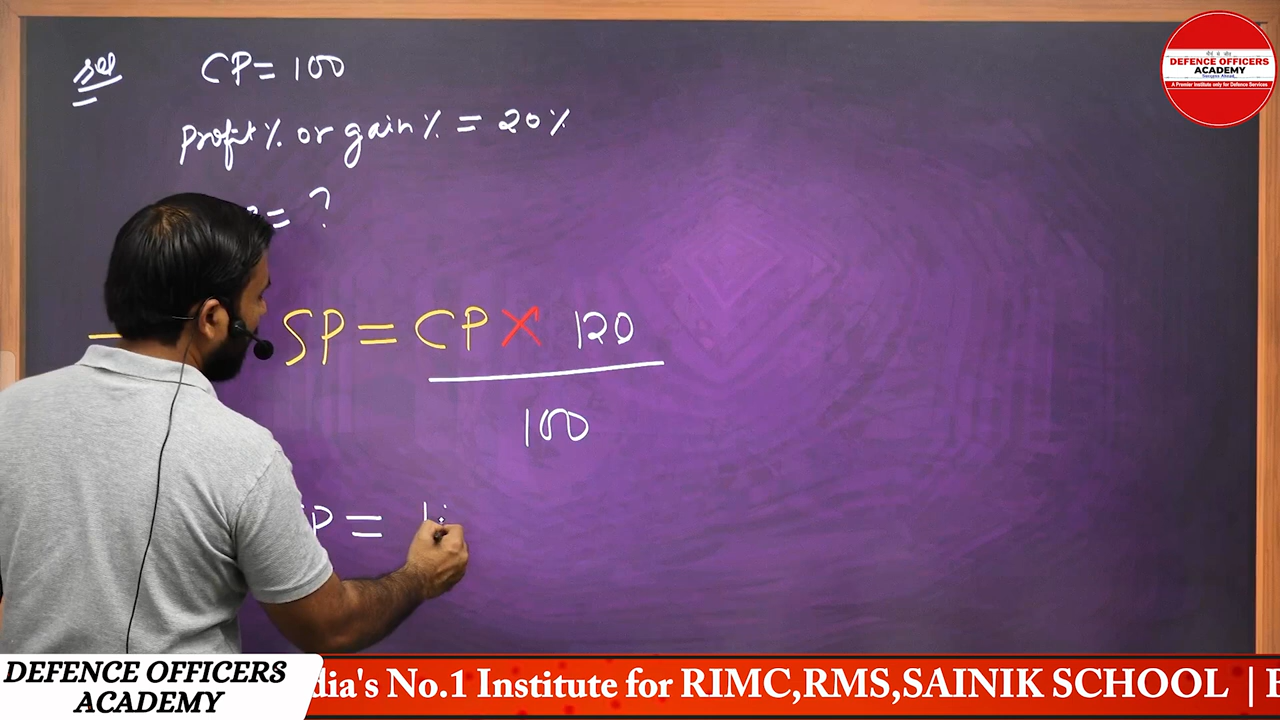 Sol
CP = 100
Profit % or gain % = 20%
= ?
SP = CP × 120
100
P =
DEFENCE OFFICERS
ACADEMY
A Premier Institute only for Defence Services
DEFENCE OFFICERS
ACADEMY
dia's No.1 Institute for RIMC,RMS,SAINIK SCHOOL |